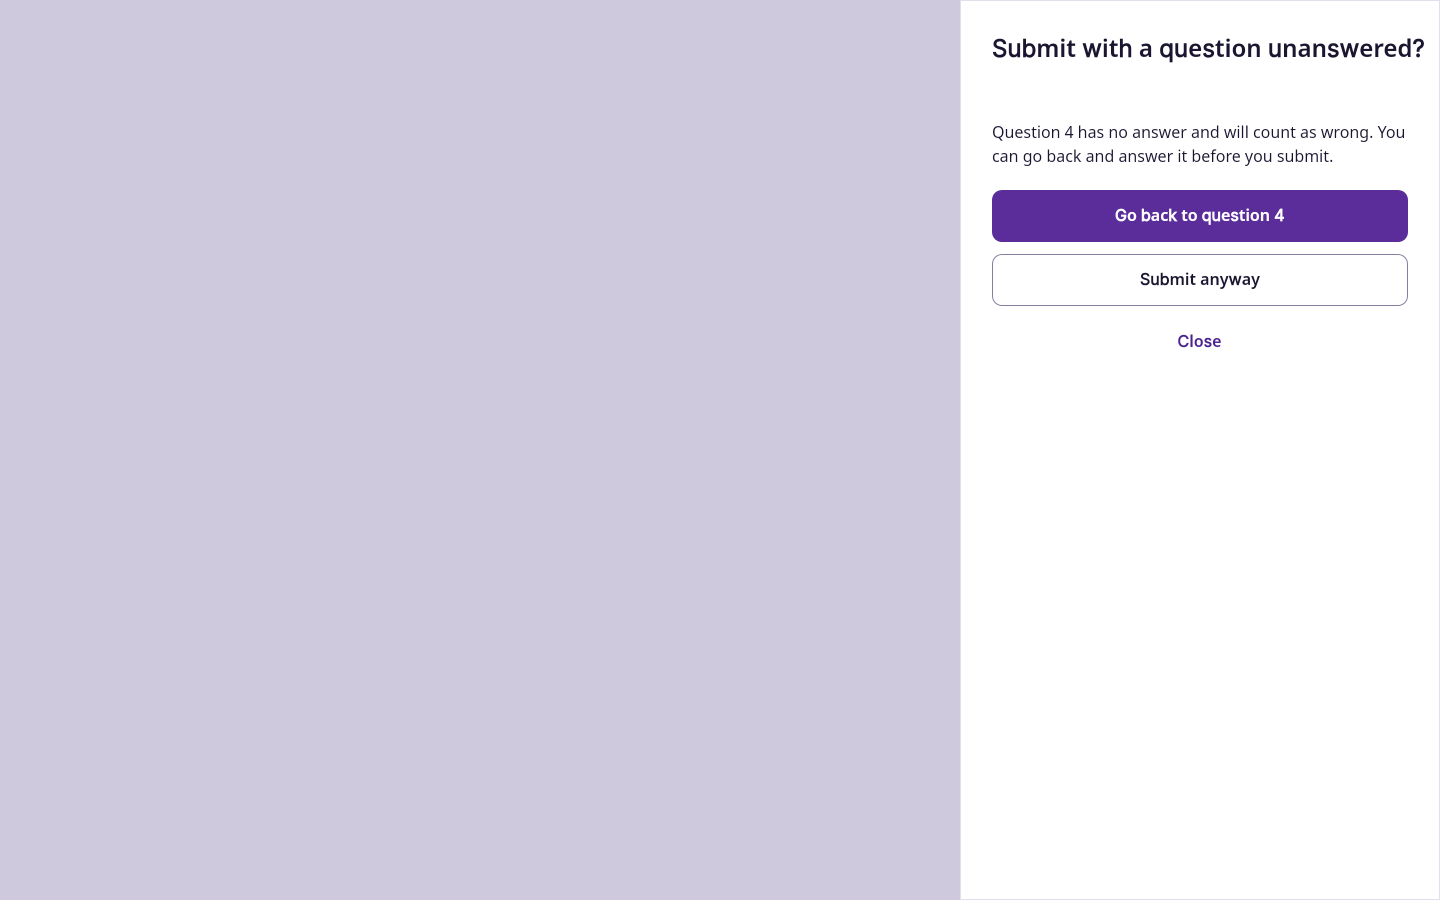 Submit with a question unanswered?
Question 4 has no answer and will count as wrong. You
can go back and answer it before you submit.
Go back to question 4
Submit anyway
Close